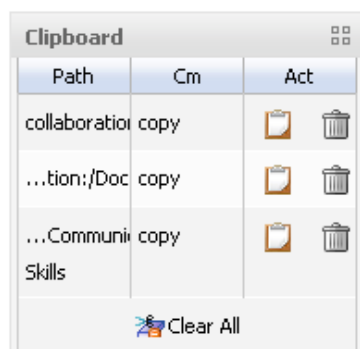 Clipboard
Path Cm Act
collaboration copy
...tion:/Doc copy
...Communi copy
Skills
Clear All